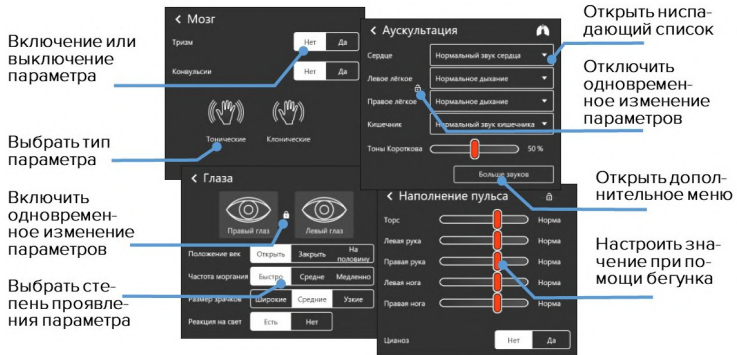 Включение или
выключение
параметра
Выбрать тип
параметра
Включить
одновремен-
ное изменение
параметров
Выбрать сте-
пень проявле-
ния параметра
Мозг
Тризм
Нет
Да
Конвульсии
Нет
Да
Тонические
Клонические
Аускультация
Сердце
Нормальный звук сердца
Левое лёгкое
Нормальное дыхание
Правое лёгкое
Нормальное дыхание
Кишечник
Нормальный звук кишечника
Тоны Короткова
50 %
Больше звуков
Глаза
Правый глаз
Левый глаз
Положение век
Открыть
Закрыть
На
половину
Частота моргания
Быстро
Средне
Медленно
Размер зрачков
Широкие
Средние
Узкие
Реакция на свет
Есть
Нет
Наполнение пульса
Торс
Норма
Левая рука
Норма
Правая рука
Норма
Левая нога
Норма
Правая нога
Норма
Цианоз
Нет
Да
Открыть ниспа-
дающий список
Отключить
одновремен-
ное изменение
параметров
Открыть допол-
нительное меню
Настроить зна-
чение при по-
мощи бегунка